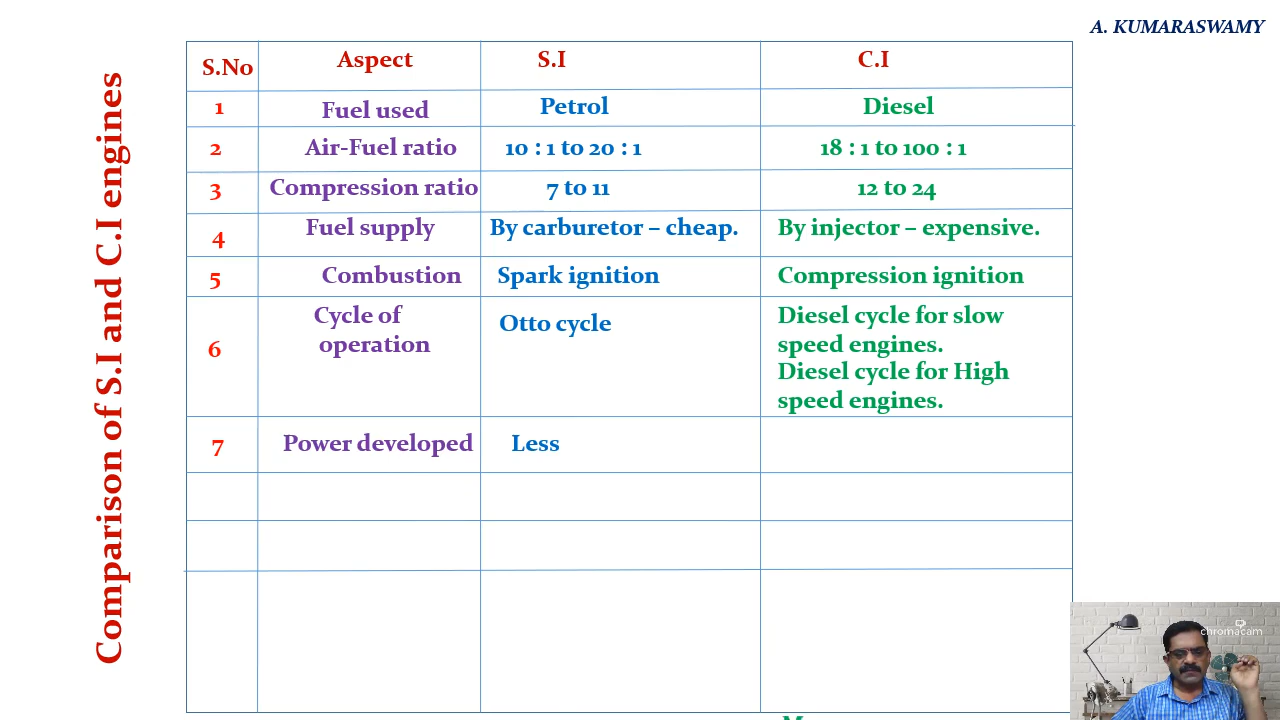 A. KUMARASWAMY
Comparison of S.I and C.I engines
S.No Aspect S.I C.I
1 Fuel used Petrol Diesel
2 Air-Fuel ratio 10 : 1 to 20 : 1 18 : 1 to 100 : 1
3 Compression ratio 7 to 11 12 to 24
4 Fuel supply By carburetor – cheap. By injector – expensive.
5 Combustion Spark ignition Compression ignition
6 Cycle of operation Otto cycle Diesel cycle for slow
speed engines.
Diesel cycle for High
speed engines.
7 Power developed Less
chromacam